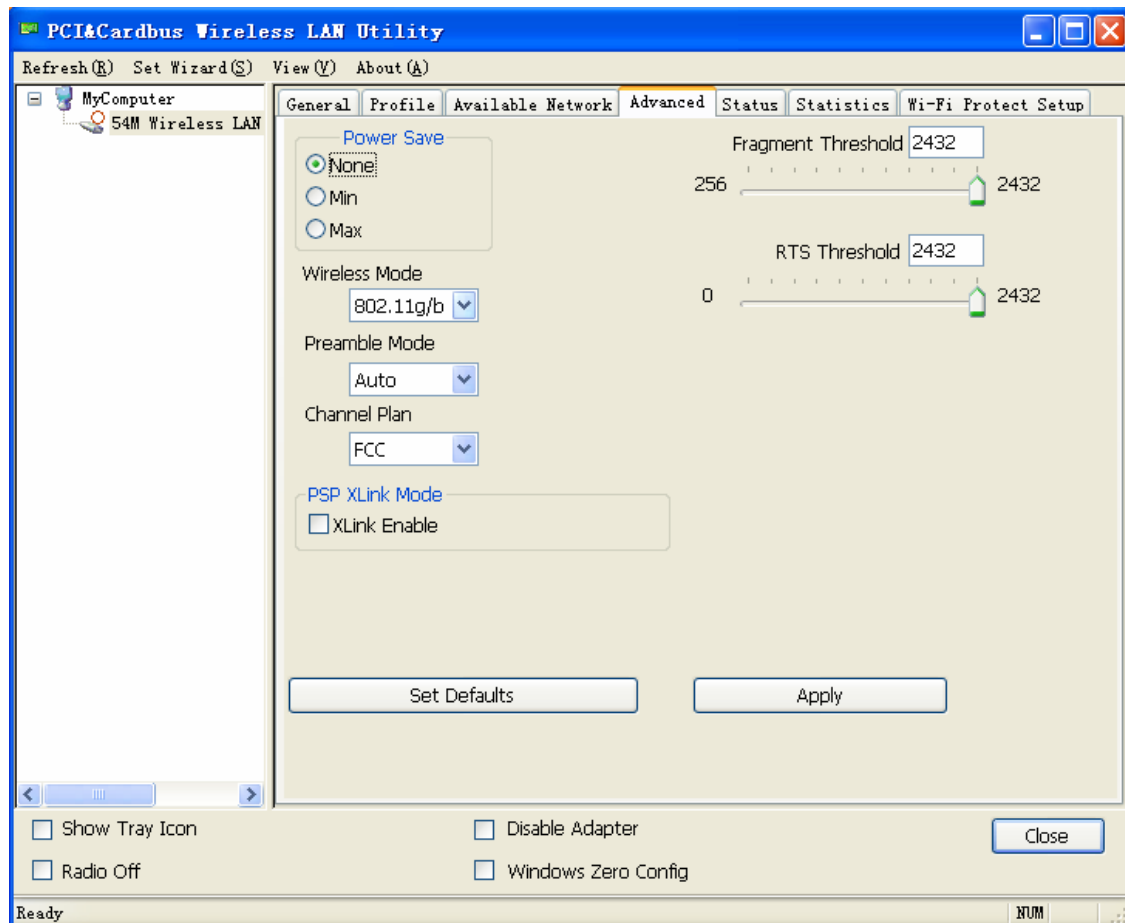 PCI&Cardbus Wireless LAN Utility
Refresh(R) Set Wizard(S) View(V) About(A)
MyComputer
54M Wireless LAN
General Profile Available Network Advanced Status Statistics Wi-Fi Protect Setup
Power Save
None
Min
Max
Wireless Mode
802.11g/b
Preamble Mode
Auto
Channel Plan
FCC
PSP XLink Mode
XLink Enable
Fragment Threshold 2432
256 2432
RTS Threshold 2432
0 2432
Set Defaults Apply
Show Tray Icon Disable Adapter Close
Radio Off Windows Zero Config
Ready NUM